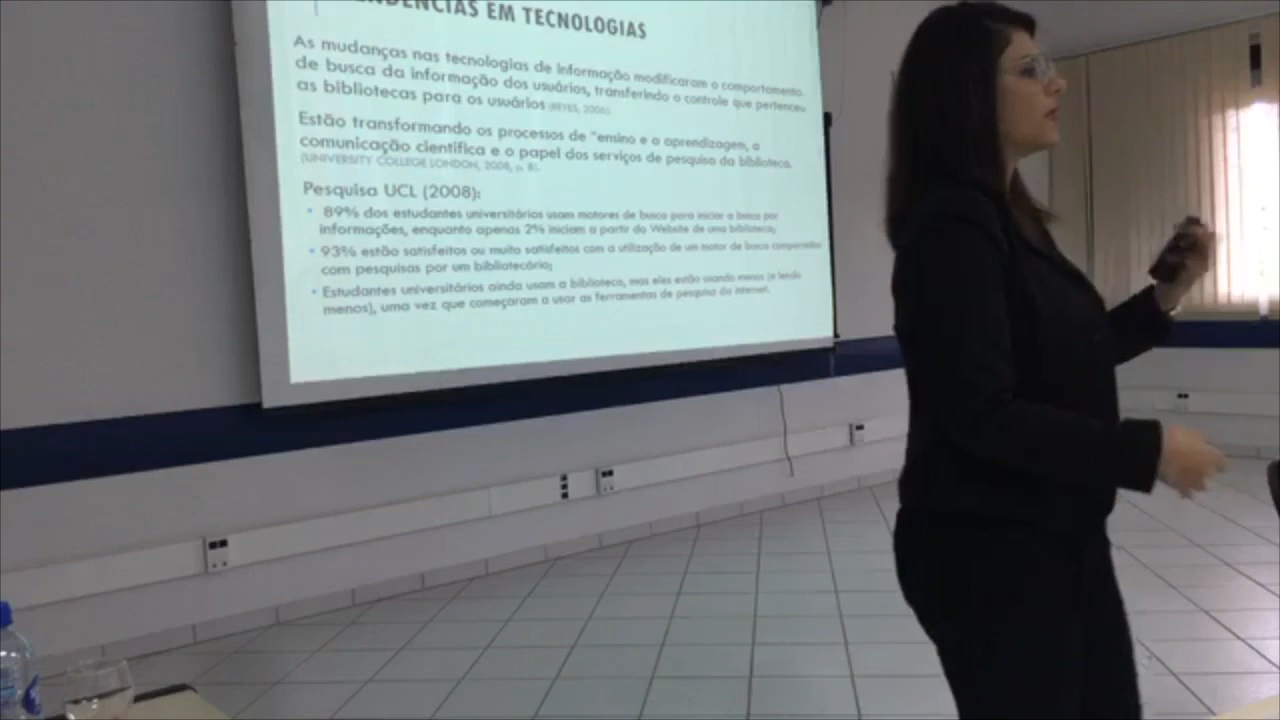 TENDÊNCIAS EM TECNOLOGIAS
As mudanças nas tecnologias de informação modificaram o comportamento
de busca da informação dos usuários, transferindo o controle que pertenceu
as bibliotecas para os usuários (REYES, 2006).
Estão transformando os processos de "ensino e a aprendizagem, a
comunicação científica e o papel dos serviços de pesquisa da biblioteca.
(UNIVERSITY COLLEGE LONDON, 2008, p. 8).
Pesquisa UCL (2008):
• 89% dos estudantes universitários usam motores de busca para iniciar a busca por
informações, enquanto apenas 2% iniciam a partir do Website de uma biblioteca;
• 93% estão satisfeitos ou muito satisfeitos com a utilização de um motor de busca comparados
com pesquisas por um bibliotecário;
• Estudantes universitários ainda usam a biblioteca, mas eles estão usando menos (e lendo
menos), uma vez que começaram a usar as ferramentas de pesquisa da internet.